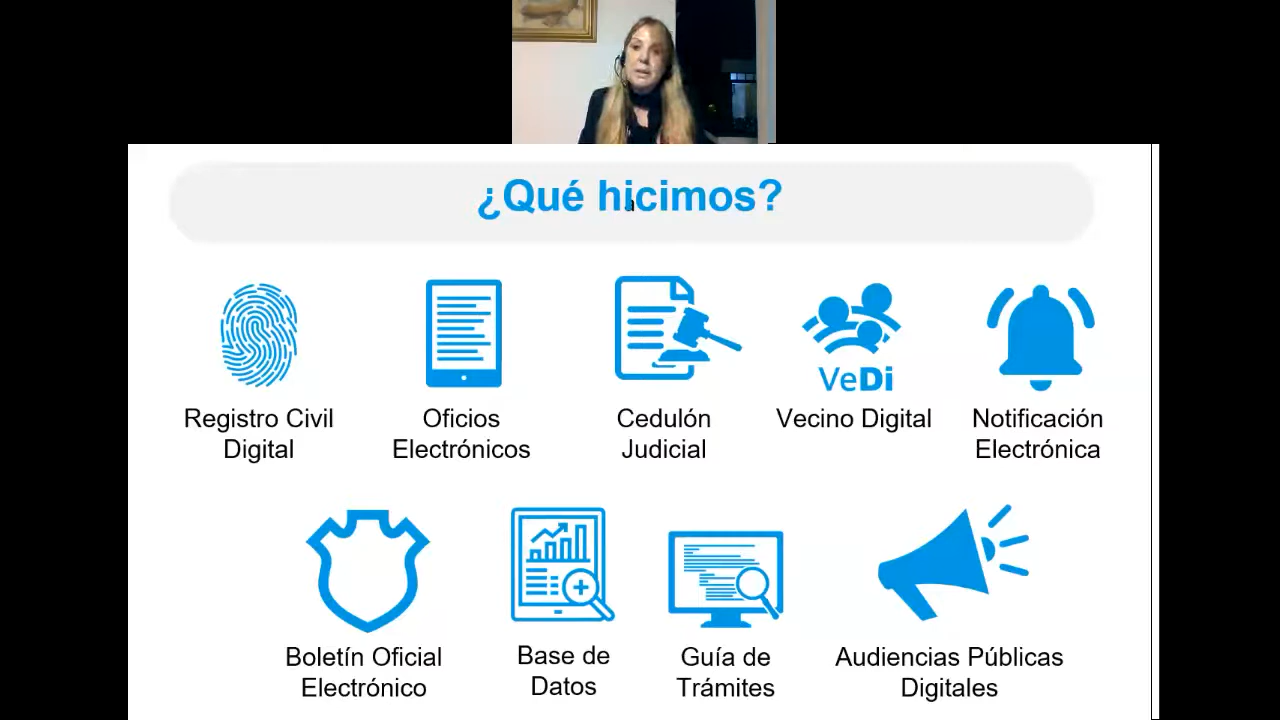 ¿Qué hicimos?
VeDi
Registro Civil
Digital
Oficios
Electrónicos
Cedulón
Judicial
Vecino Digital
Notificación
Electrónica
Boletín Oficial
Electrónico
Base de
Datos
Guía de
Trámites
Audiencias Públicas
Digitales